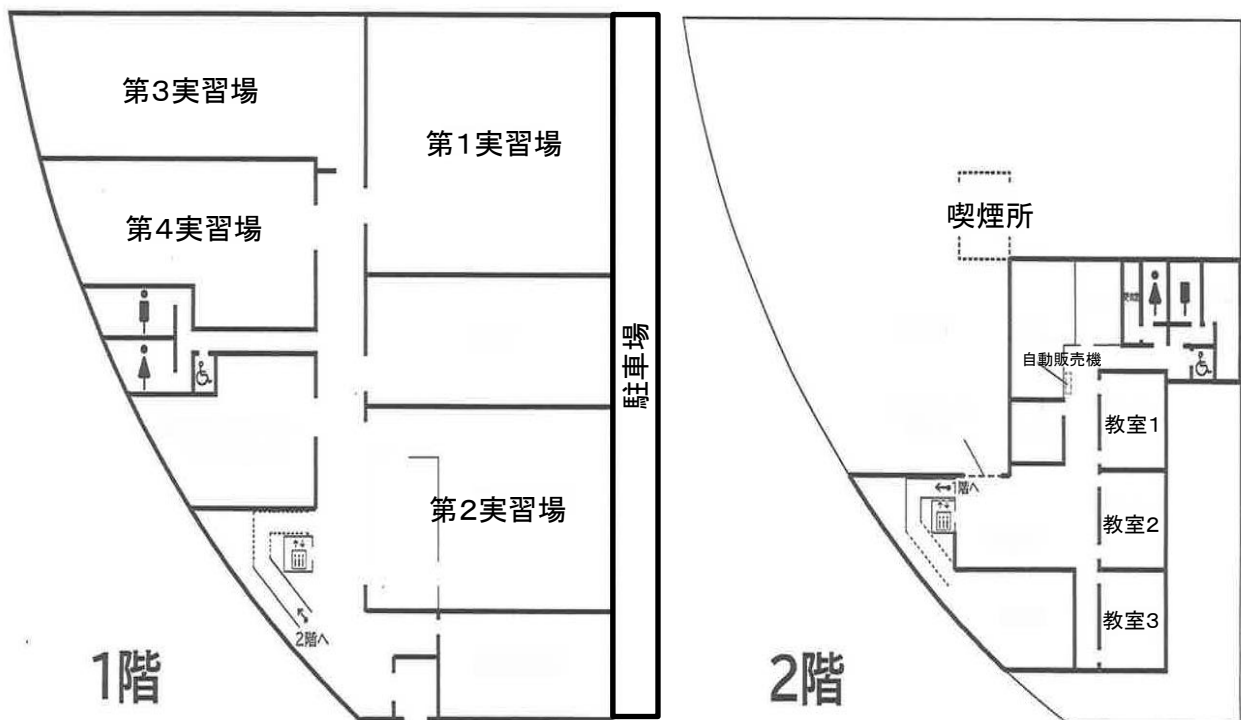 第3実習場
第1実習場
第4実習場
駐車場
第2実習場
2階へ
1階
喫煙所
自動販売機
教室1
1階へ
教室2
教室3
2階